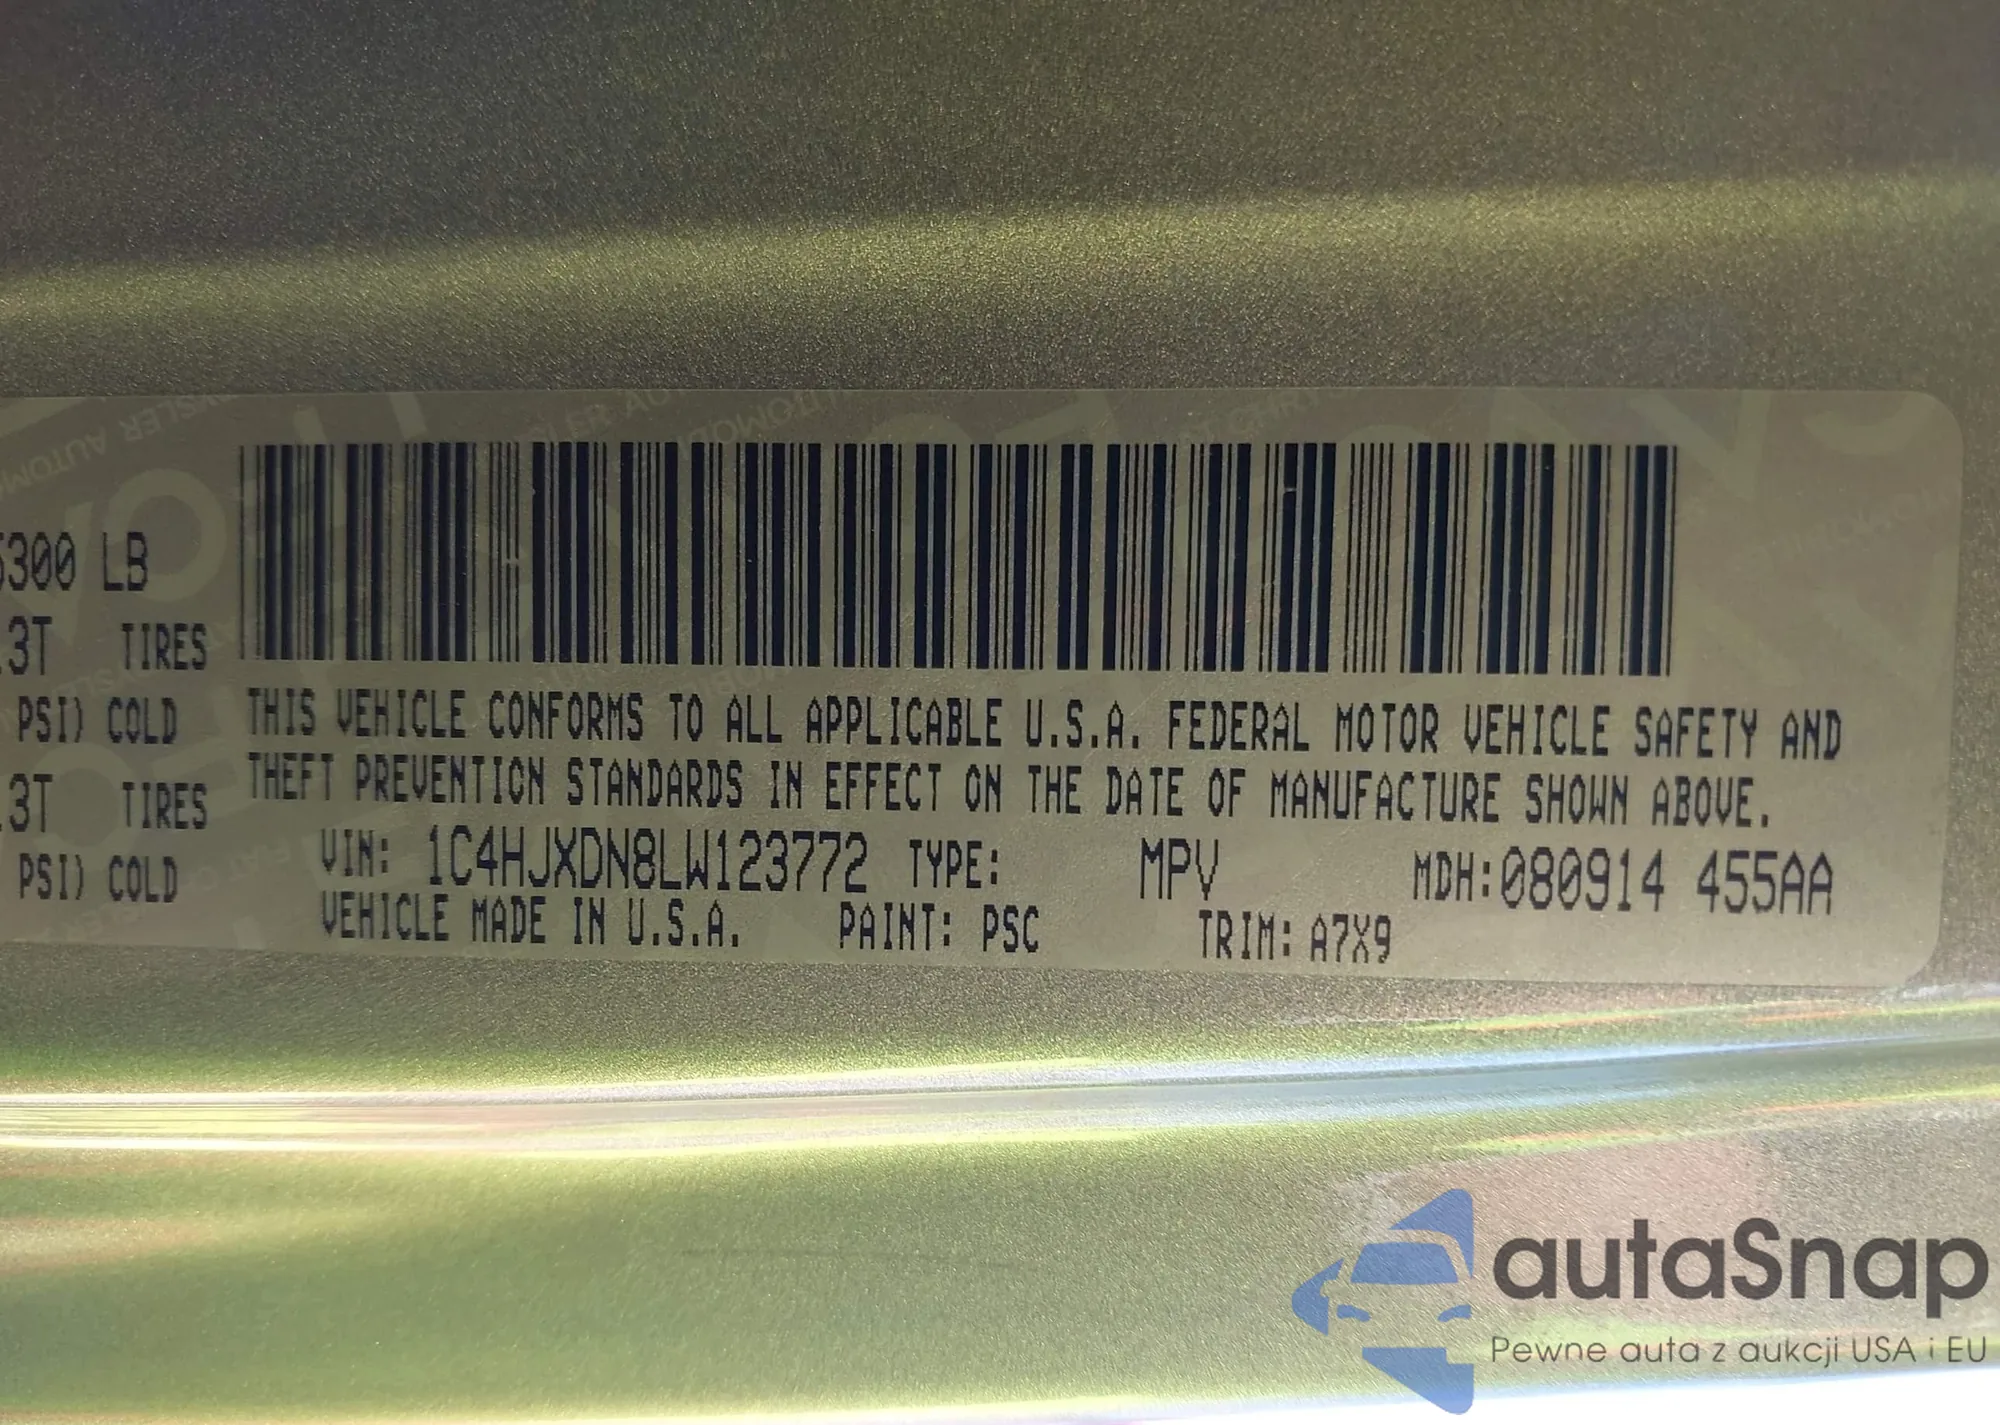 5300 LB
.3T TIRES
PSI) COLD
.3T TIRES
PSI) COLD
THIS VEHICLE CONFORMS TO ALL APPLICABLE U.S.A. FEDERAL MOTOR VEHICLE SAFETY AND
THEFT PREVENTION STANDARDS IN EFFECT ON THE DATE OF MANUFACTURE SHOWN ABOVE.
VIN: 1C4HJXDN8LW123772 TYPE: MPV MDH:080914 455AA
VEHICLE MADE IN U.S.A. PAINT: PSC TRIM: A7X9
autaSnap
Pewne auta z aukcji USA i EU